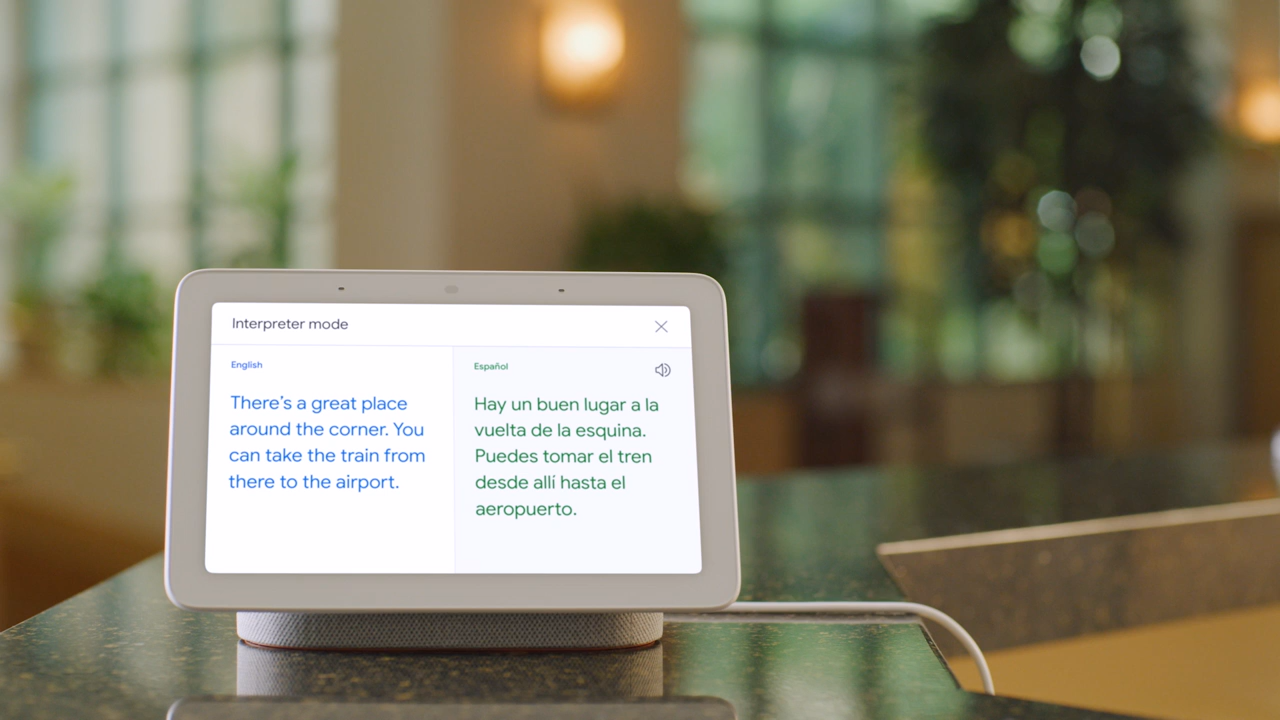 Interpreter mode
English
There's a great place
around the corner. You
can take the train from
there to the airport.
Español
Hay un buen lugar a la
vuelta de la esquina.
Puedes tomar el tren
desde allí hasta el
aeropuerto.